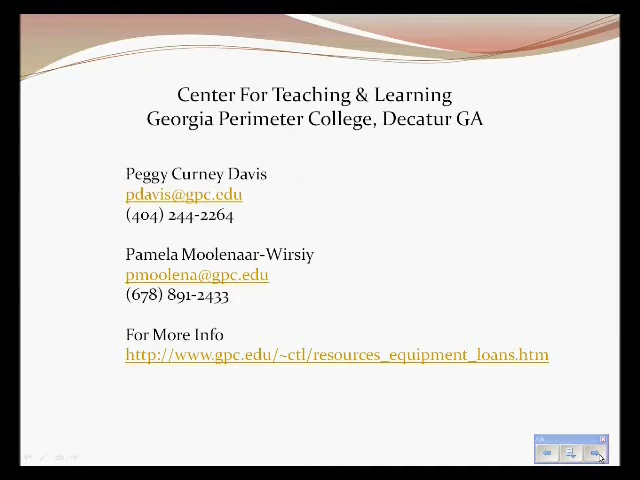 Center For Teaching & Learning
Georgia Perimeter College, Decatur GA
Peggy Curney Davis
pdavis@gpc.edu
(404) 244-2264
Pamela Moolenaar-Wirsiy
pmoolena@gpc.edu
(678) 891-2433
For More Info
http://www.gpc.edu/~ctl/resources_equipment_loans.htm